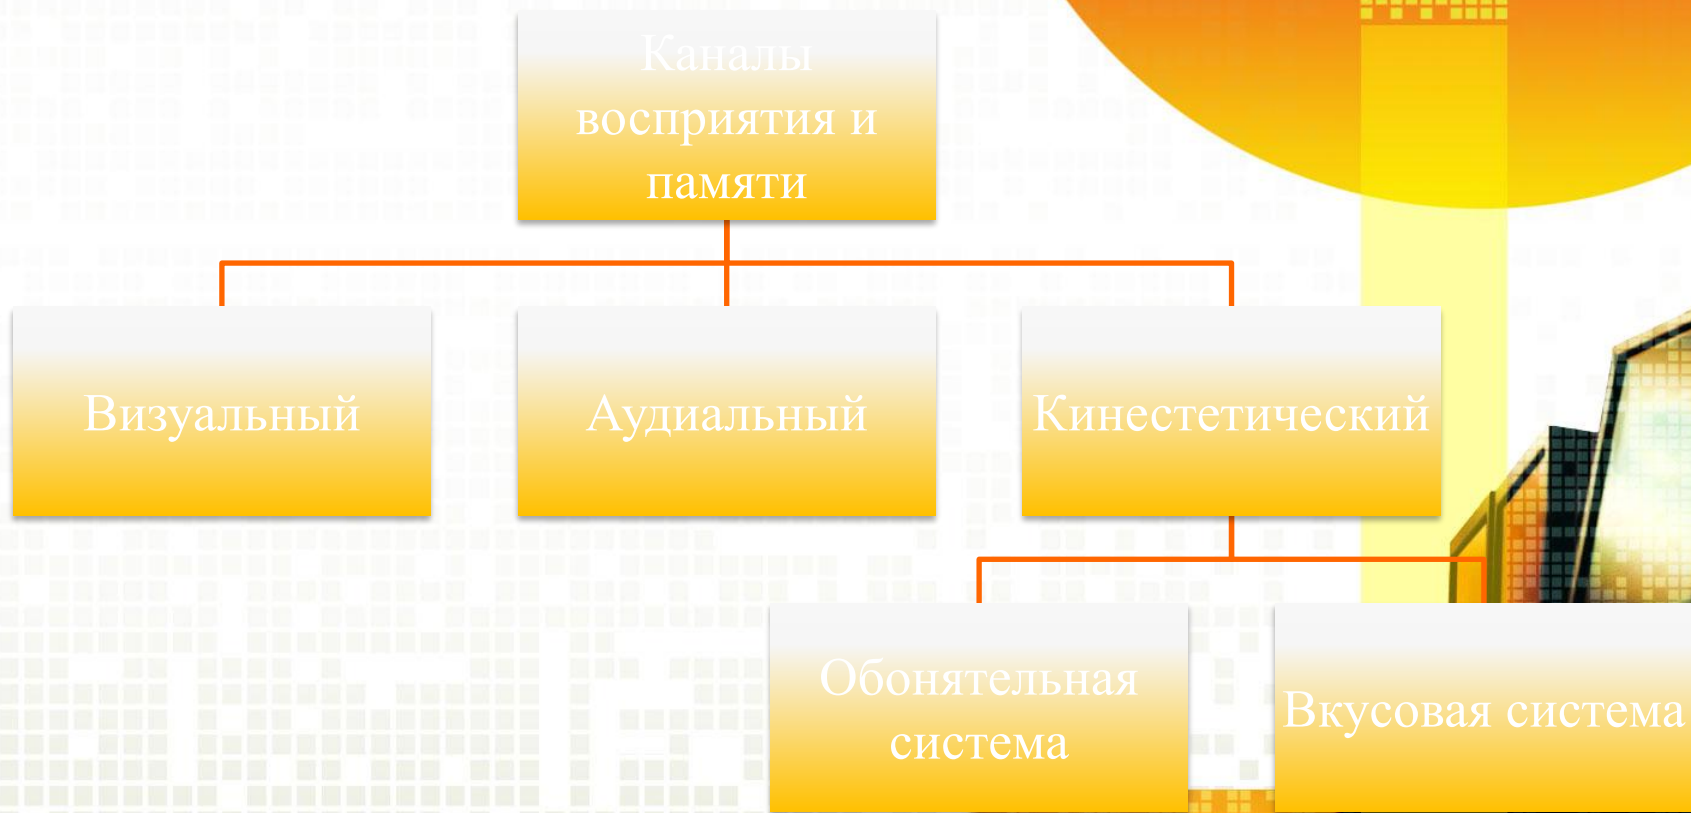 Каналы
восприятия и
памяти
Визуальный
Аудиальный
Кинестетический
Обонятельная
система
Вкусовая система